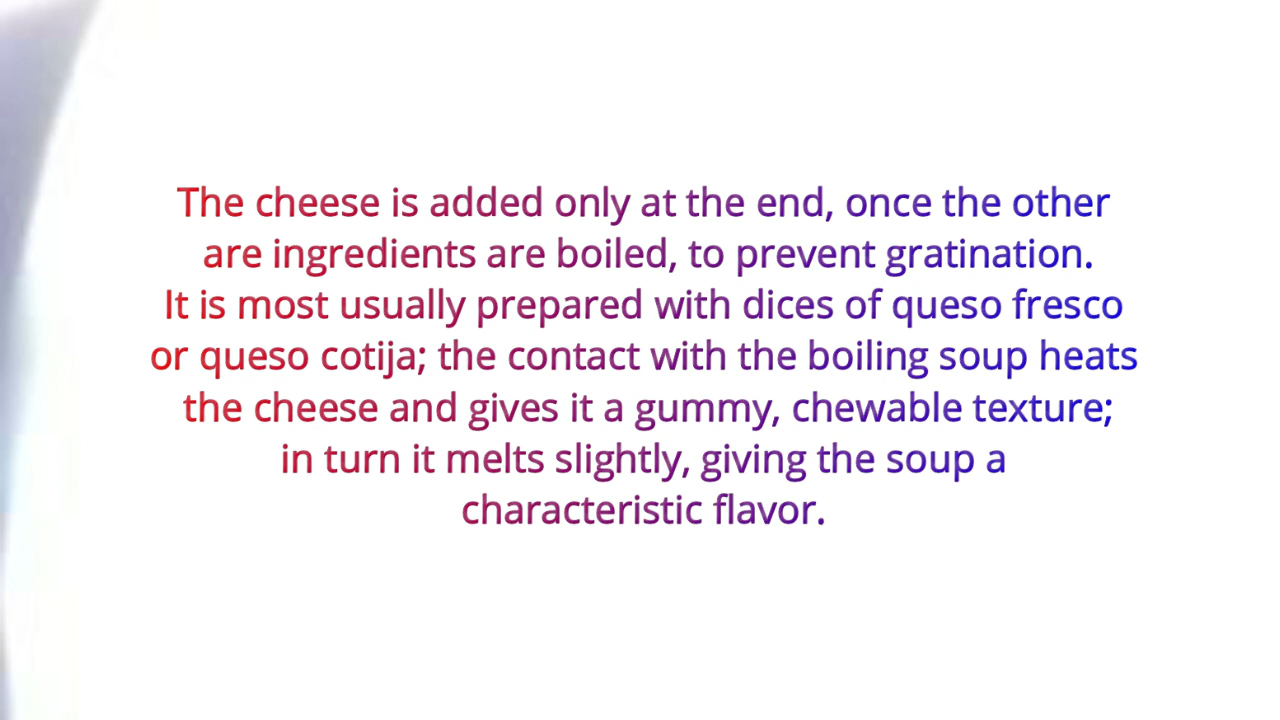 The cheese is added only at the end, once the other
are ingredients are boiled, to prevent gratination.
It is most usually prepared with dices of queso fresco
or queso cotija; the contact with the boiling soup heats
the cheese and gives it a gummy, chewable texture;
in turn it melts slightly, giving the soup a
characteristic flavor.